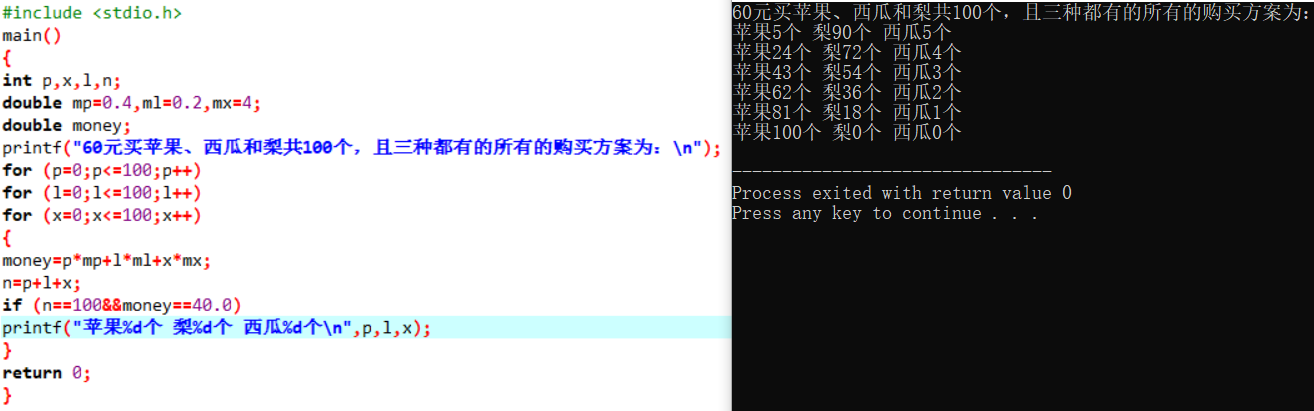 #include <stdio.h>
main()
{
int p,x,l,n;
double mp=0.4,ml=0.2,mx=4;
double money;
printf("60元买苹果、西瓜和梨共100个，且三种都有的所有的购买方案为：\n");
for (p=0;p<=100;p++)
for (l=0;l<=100;l++)
for (x=0;x<=100;x++)
{
money=p*mp+l*ml+x*mx;
n=p+l+x;
if (n==100&&money==40.0)
printf("苹果%d个 梨%d个 西瓜%d个\n",p,l,x);
}
return 0;
}
60元买苹果、西瓜和梨共100个，且三种都有的所有的购买方案为：
苹果5个 梨90个 西瓜5个
苹果24个 梨72个 西瓜4个
苹果43个 梨54个 西瓜3个
苹果62个 梨36个 西瓜2个
苹果81个 梨18个 西瓜1个
苹果100个 梨0个 西瓜0个
--------------------------------
Process exited with return value 0
Press any key to continue . . .